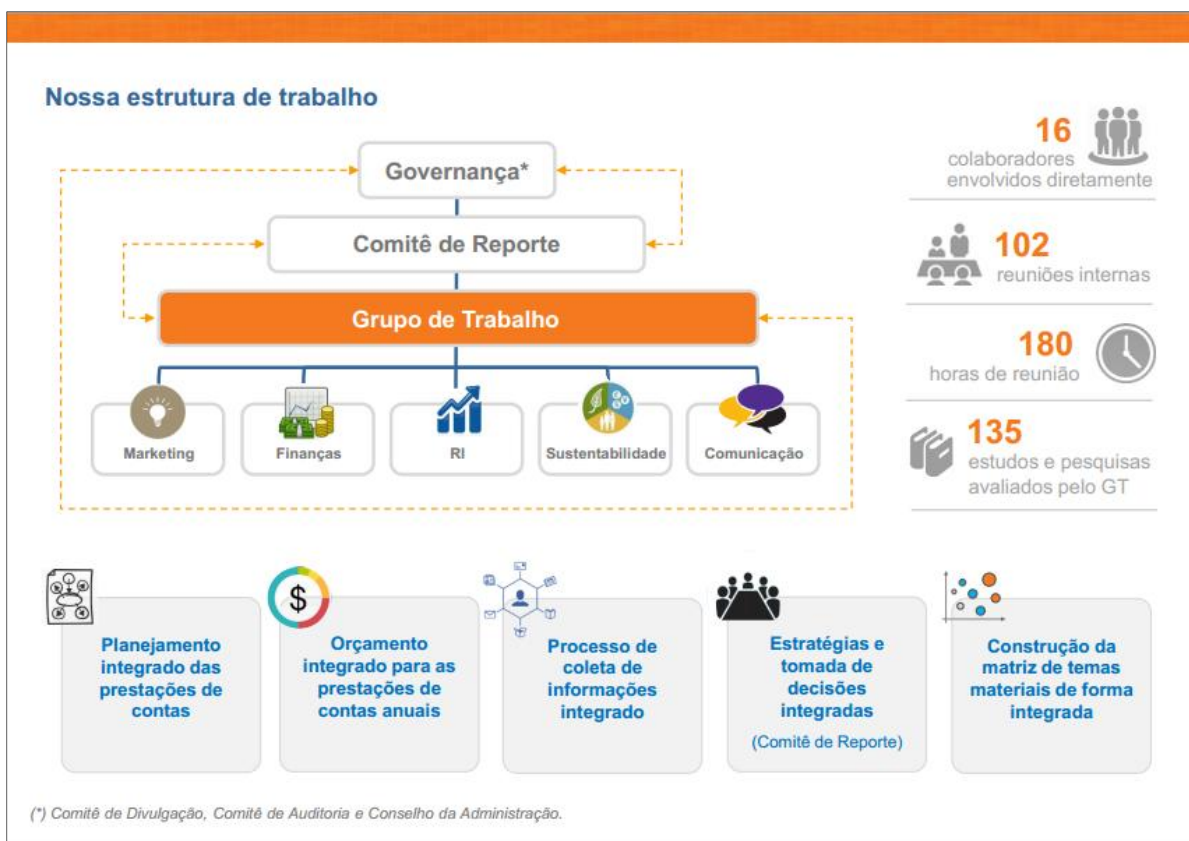 Nossa estrutura de trabalho
Governança*
Comitê de Reporte
Grupo de Trabalho
Marketing
Finanças
RI
Sustentabilidade
Comunicação
16
colaboradores
envolvidos diretamente
102
reuniões internas
180
horas de reunião
135
estudos e pesquisas
avaliados pelo GT
Planejamento
integrado das
prestações de
contas
$
Orçamento
integrado para as
prestações de
contas anuais
Processo de
coleta de
informações
integrado
Estratégias e
tomada de
decisões
integradas
(Comitê de Reporte)
Construção da
matriz de temas
materiais de forma
integrada
(*) Comitê de Divulgação, Comitê de Auditoria e Conselho da Administração.